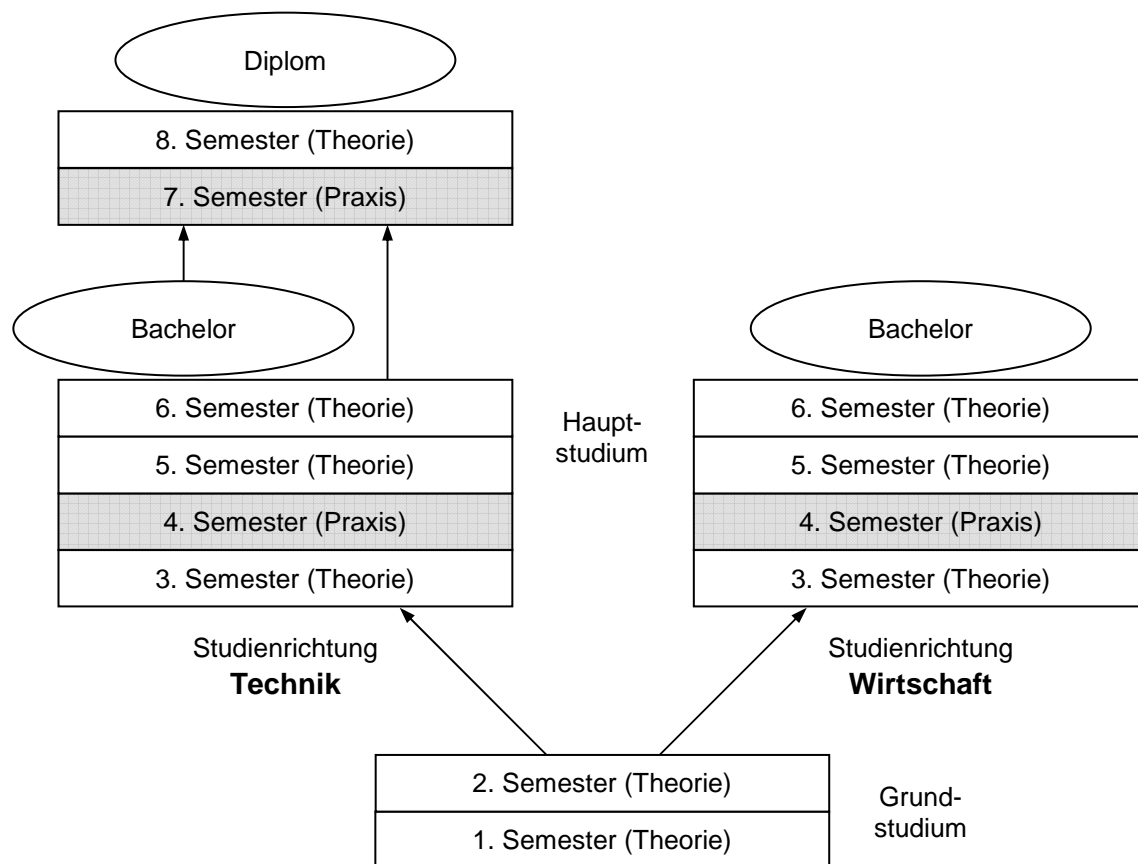 Diplom
8. Semester (Theorie)
7. Semester (Praxis)
Bachelor
6. Semester (Theorie)
5. Semester (Theorie)
4. Semester (Praxis)
3. Semester (Theorie)
Studienrichtung
Technik
Haupt-
studium
Bachelor
6. Semester (Theorie)
5. Semester (Theorie)
4. Semester (Praxis)
3. Semester (Theorie)
Studienrichtung
Wirtschaft
2. Semester (Theorie)
1. Semester (Theorie)
Grund-
studium